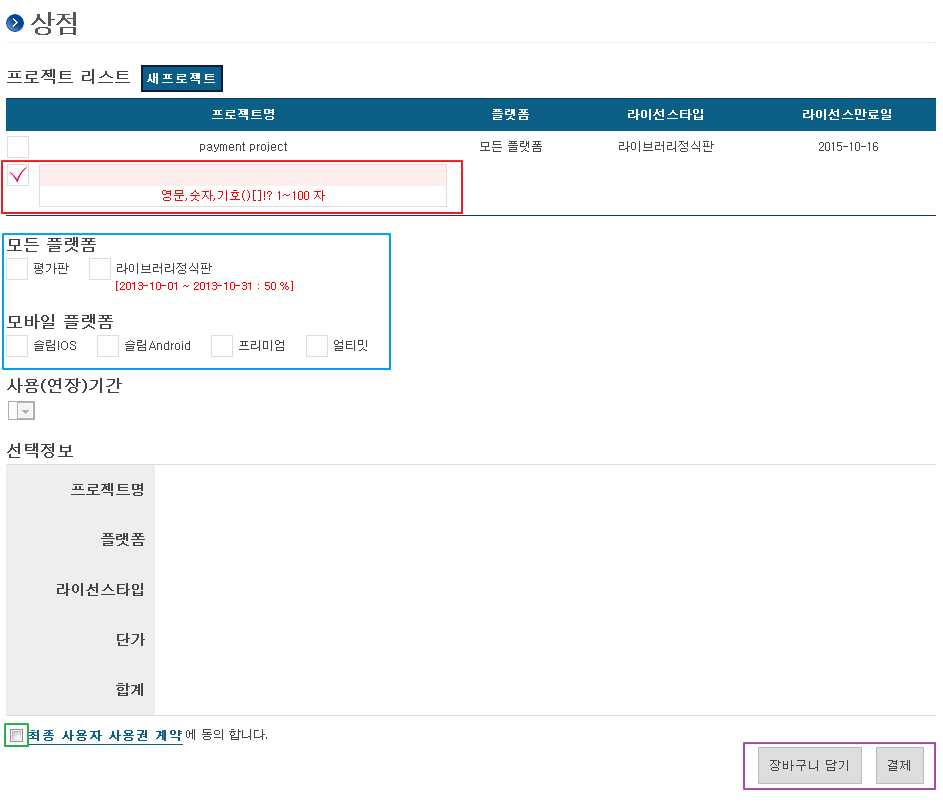 상점
프로젝트 리스트 새프로젝트
프로젝트명 플랫폼 라이선스타입 라이선스만료일
payment project 모든 플랫폼 라이브러리정식판 2015-10-16
영문,숫자,기호()[]!? 1~100 자
모든 플랫폼
평가판 라이브러리정식판
[2013-10-01 ~ 2013-10-31 : 50 %]
모바일 플랫폼
슬림IOS 슬림Android 프리미엄 얼티밋
사용(연장)기간
선택정보
프로젝트명
플랫폼
라이선스타입
단가
합계
최종 사용자 사용권 계약에 동의 합니다.
장바구니 담기 결제